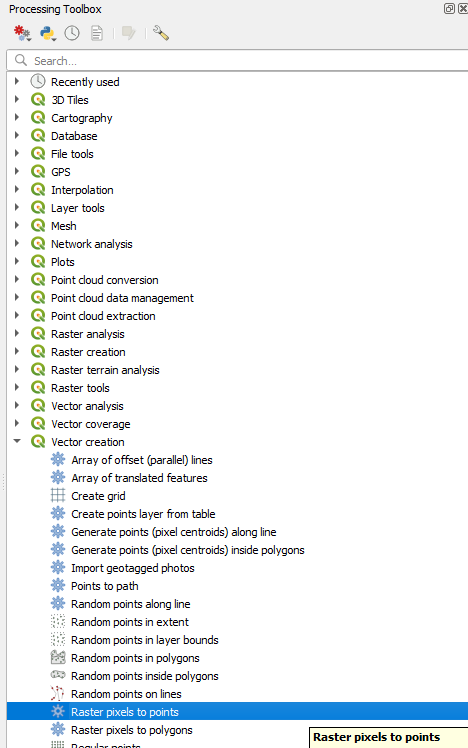 Processing Toolbox
Search...
Recently used
3D Tiles
Cartography
Database
File tools
GPS
Interpolation
Layer tools
Mesh
Network analysis
Plots
Point cloud conversion
Point cloud data management
Point cloud extraction
Raster analysis
Raster creation
Raster terrain analysis
Raster tools
Vector analysis
Vector coverage
Vector creation
Array of offset (parallel) lines
Array of translated features
Create grid
Create points layer from table
Generate points (pixel centroids) along line
Generate points (pixel centroids) inside polygons
Import geotagged photos
Points to path
Random points along line
Random points in extent
Random points in layer bounds
Random points in polygons
Random points inside polygons
Random points on lines
Raster pixels to points
Raster pixels to polygons
Raster pixels to points
Regular points